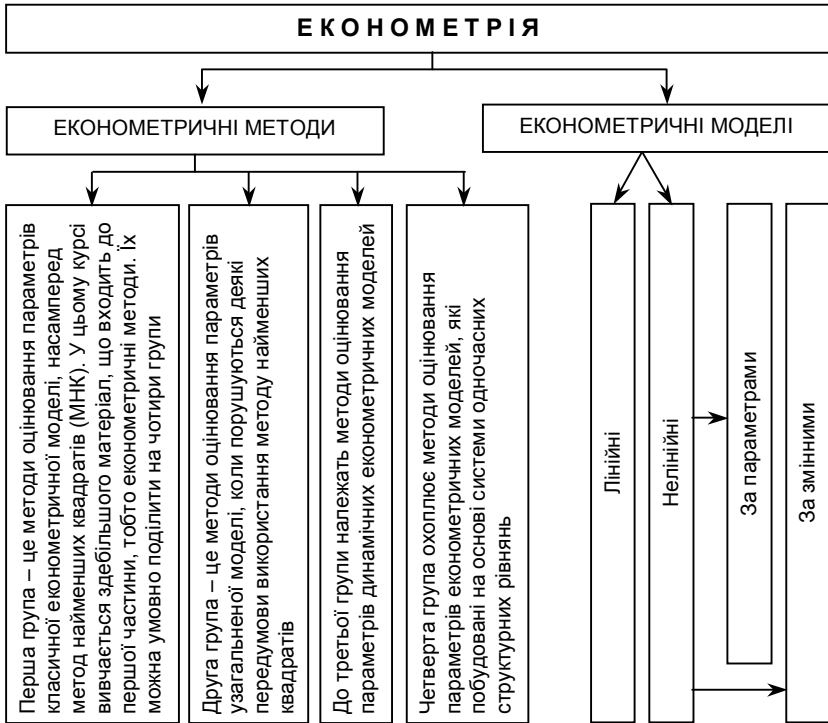 ЕКОНОМЕТРІЯ
ЕКОНОМЕТРИЧНІ МЕТОДИ
ЕКОНОМЕТРИЧНІ МОДЕЛІ
Перша група – це методи оцінювання параметрів
класичної економетричної моделі, насамперед
метод найменших квадратів (МНК). У цьому курсі
вивчається здебільшого матеріал, що входить до
першої частини, тобто економетричні методи. Їх
можна умовно поділити на чотири групи
Друга група – це методи оцінювання параметрів
узагальненої моделі, коли порушуються деякі
передумови використання методу найменших
квадратів
До третьої групи належать методи оцінювання
параметрів динамічних економетричних моделей
Четверта група охоплює методи оцінювання
параметрів економетричних моделей, які
побудовані на основі системи одночасних
структурних рівнянь
Лінійні
Нелінійні
За параметрами
За змінними